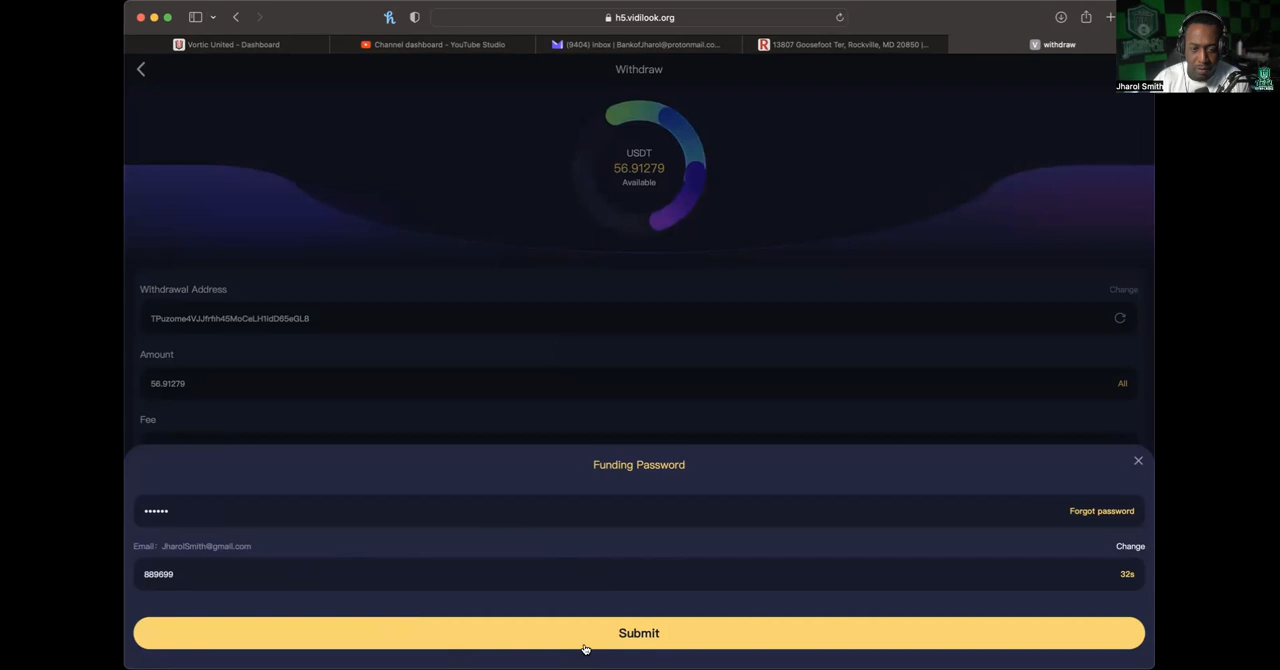 h5.vidilook.org
Vortic United - Dashboard
Channel dashboard - YouTube Studio
(9404) Inbox | BankofJharol@protonmail.co...
13807 Goosefoot Ter, Rockville, MD 20850 |...
withdraw
Jharol Smith
Withdraw
USDT
56.91279
Available
Withdrawal Address
Change
TPuzome4VJJfrfrh45MoCeLH1idD65eGL8
Amount
56.91279
All
Fee
Funding Password
••••••
Forgot password
Email: JharolSmith@gmail.com
Change
889699
32s
Submit